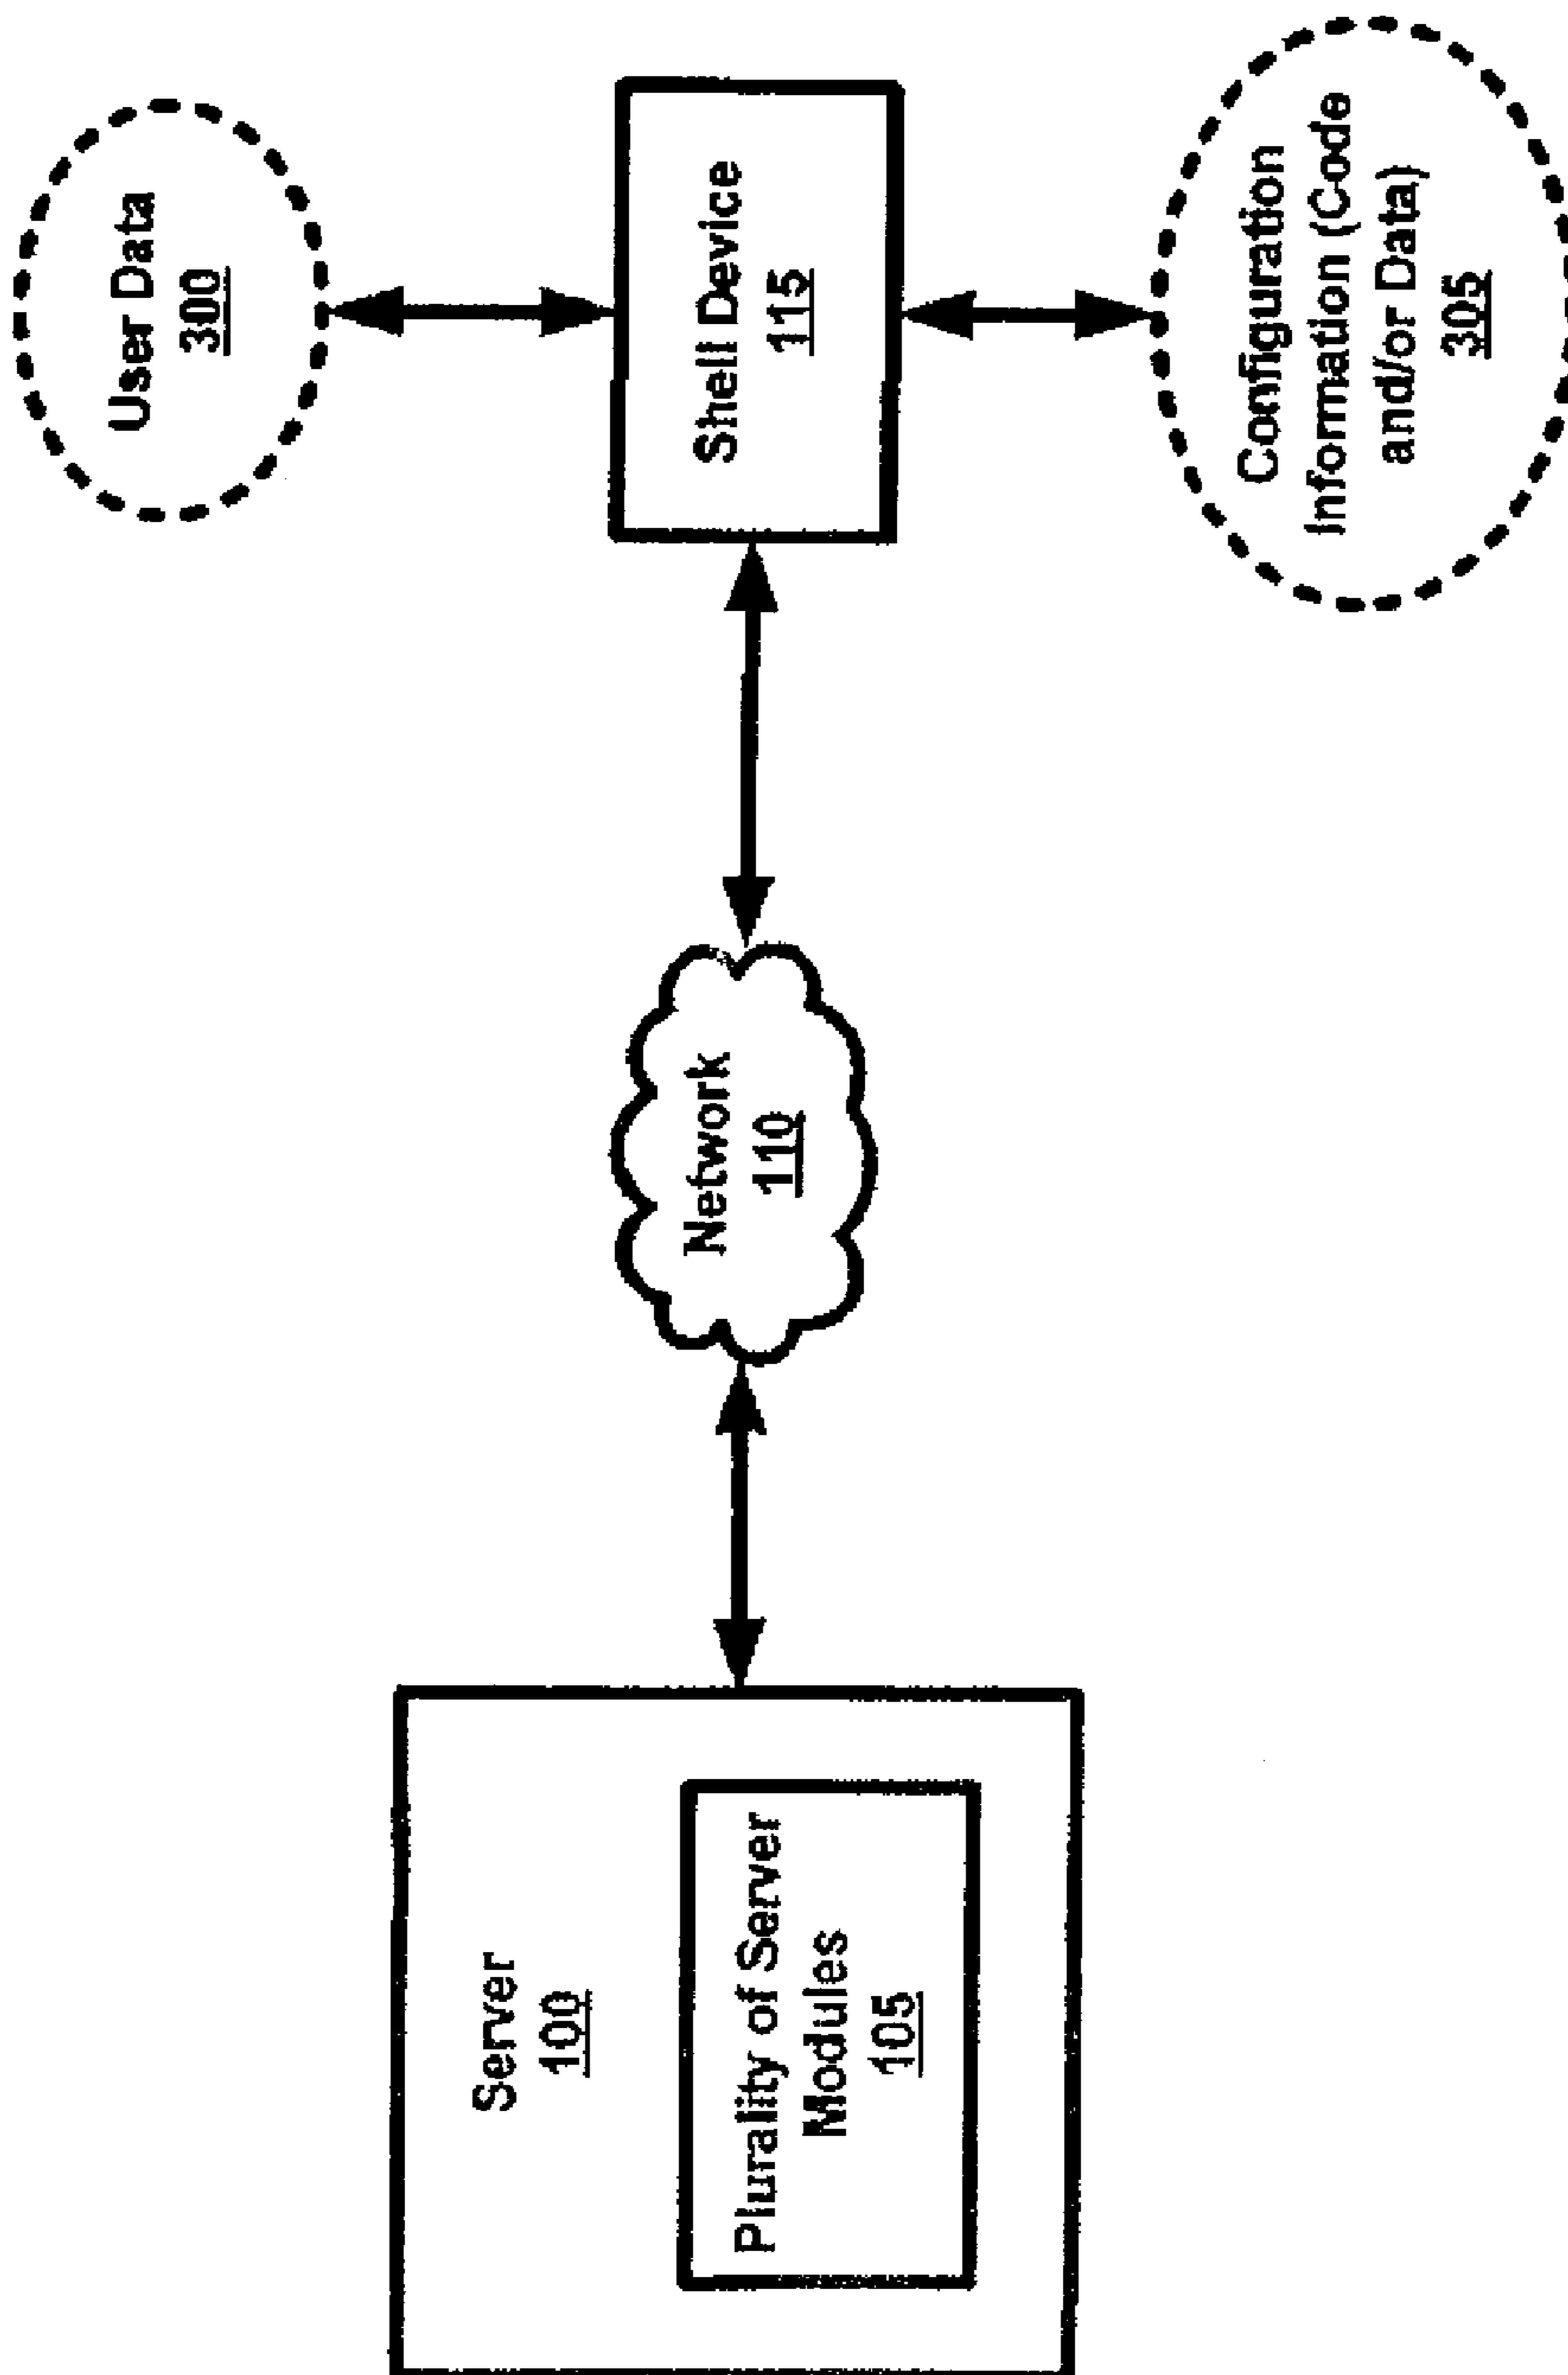 Server
100
Plurality of Server
Modules
105
Network
110
User Data
300
Shell Device
115
Configuration
Information (Code
and/or Data)
305